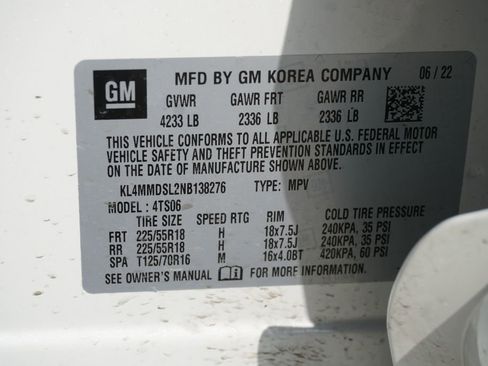 GM MFD BY GM KOREA COMPANY 06 / 22
GVWR GAWR FRT GAWR RR
4233 LB 2336 LB 2336 LB
THIS VEHICLE CONFORMS TO ALL APPLICABLE U.S. FEDERAL MOTOR
VEHICLE SAFETY AND THEFT PREVENTION STANDARDS IN EFFECT
ON THE DATE OF MANUFACTURE SHOWN ABOVE.
KL4MMDSL2NB138276 TYPE: MPV
MODEL: 4TS06
TIRE SIZE SPEED RTG RIM COLD TIRE PRESSURE
FRT 225/55R18 H 18x7.5J 240KPA, 35 PSI
RR 225/55R18 H 18x7.5J 240KPA, 35 PSI
SPA T125/70R16 M 16x4.0BT 420KPA, 60 PSI
SEE OWNER'S MANUAL FOR MORE INFORMATION.